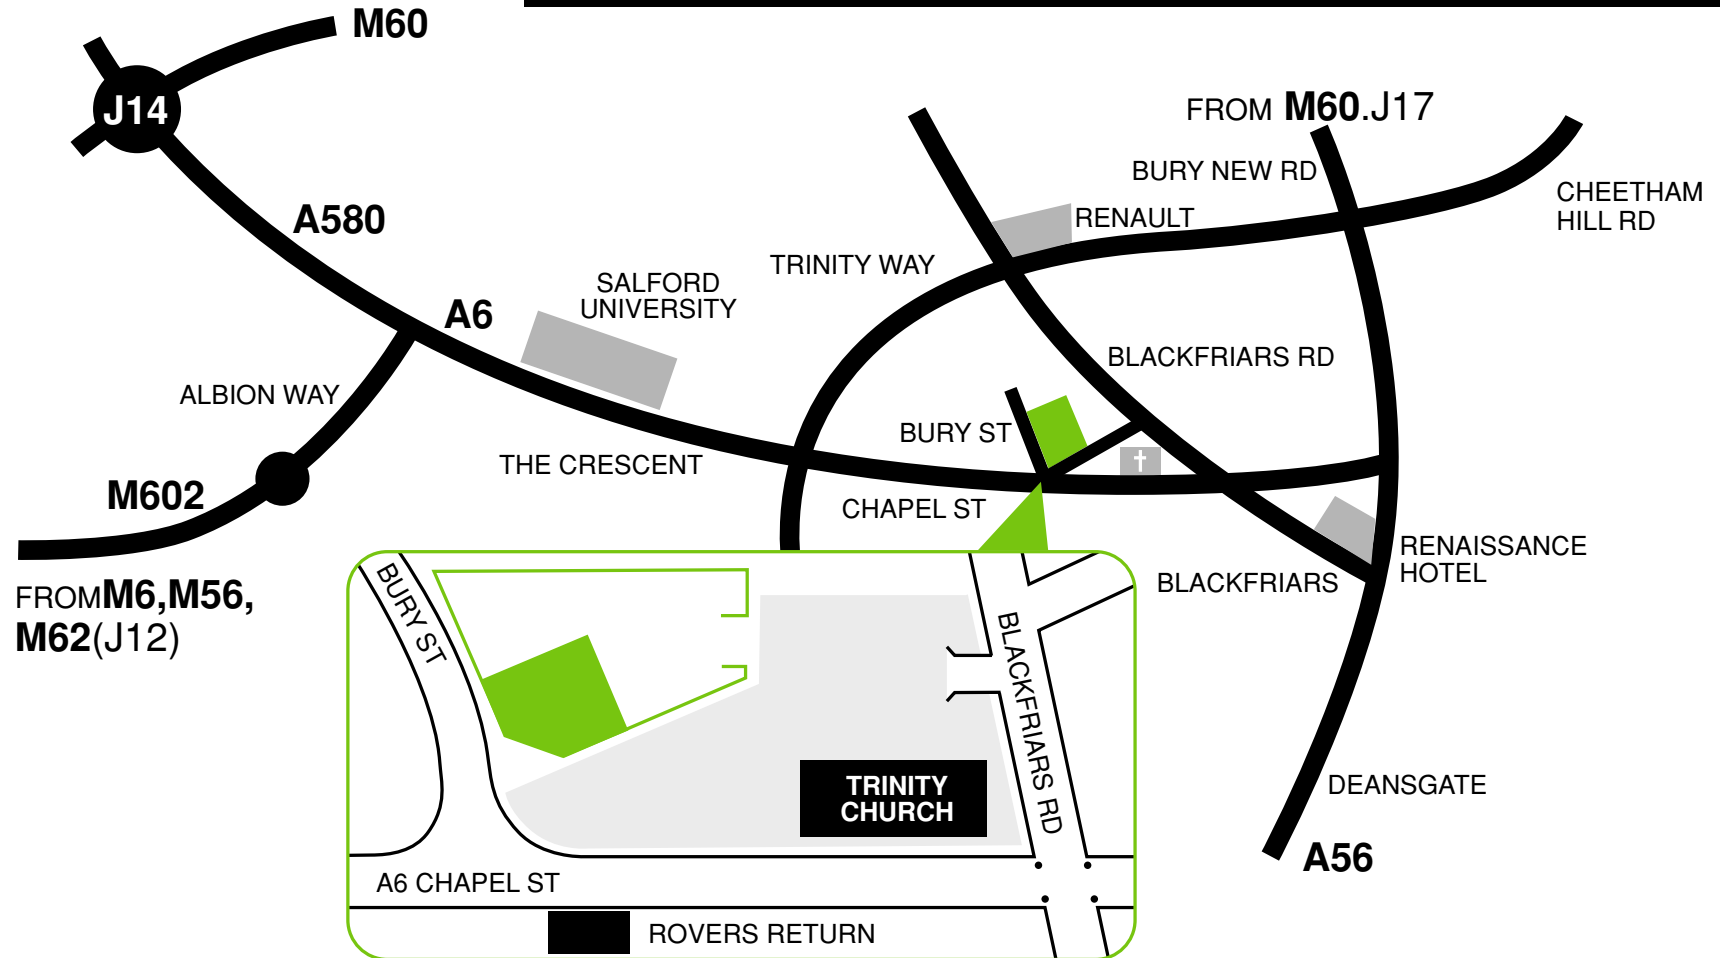 M60
J14
FROM M60.J17
BURY NEW RD
CHEETHAM
HILL RD
RENAULT
A580
TRINITY WAY
SALFORD
UNIVERSITY
A6
BLACKFRIARS RD
ALBION WAY
BURY ST
THE CRESCENT
M602
CHAPEL ST
RENAISSANCE
HOTEL
BLACKFRIARS
FROMM6,M56,
M62(J12)
BURY ST
BLACKFRIARS RD
TRINITY
CHURCH
DEANSGATE
A56
A6 CHAPEL ST
ROVERS RETURN